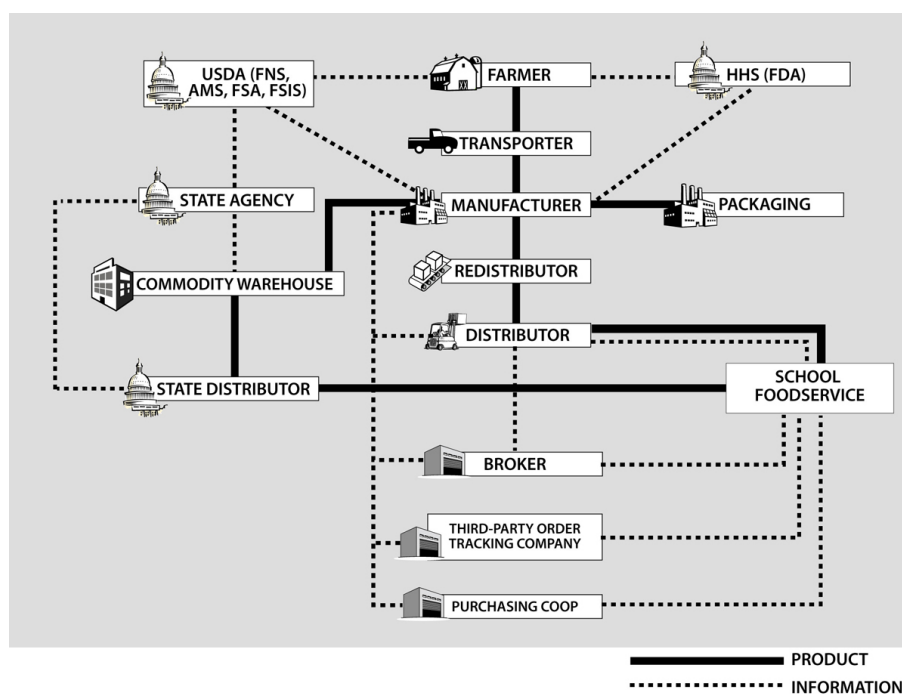 USDA (FNS,
AMS, FSA, FSIS)
FARMER
HHS (FDA)
TRANSPORTER
STATE AGENCY
MANUFACTURER
PACKAGING
REDISTRIBUTOR
COMMODITY WAREHOUSE
DISTRIBUTOR
STATE DISTRIBUTOR
SCHOOL
FOODSERVICE
BROKER
THIRD-PARTY ORDER
TRACKING COMPANY
PURCHASING COOP
PRODUCT
INFORMATION